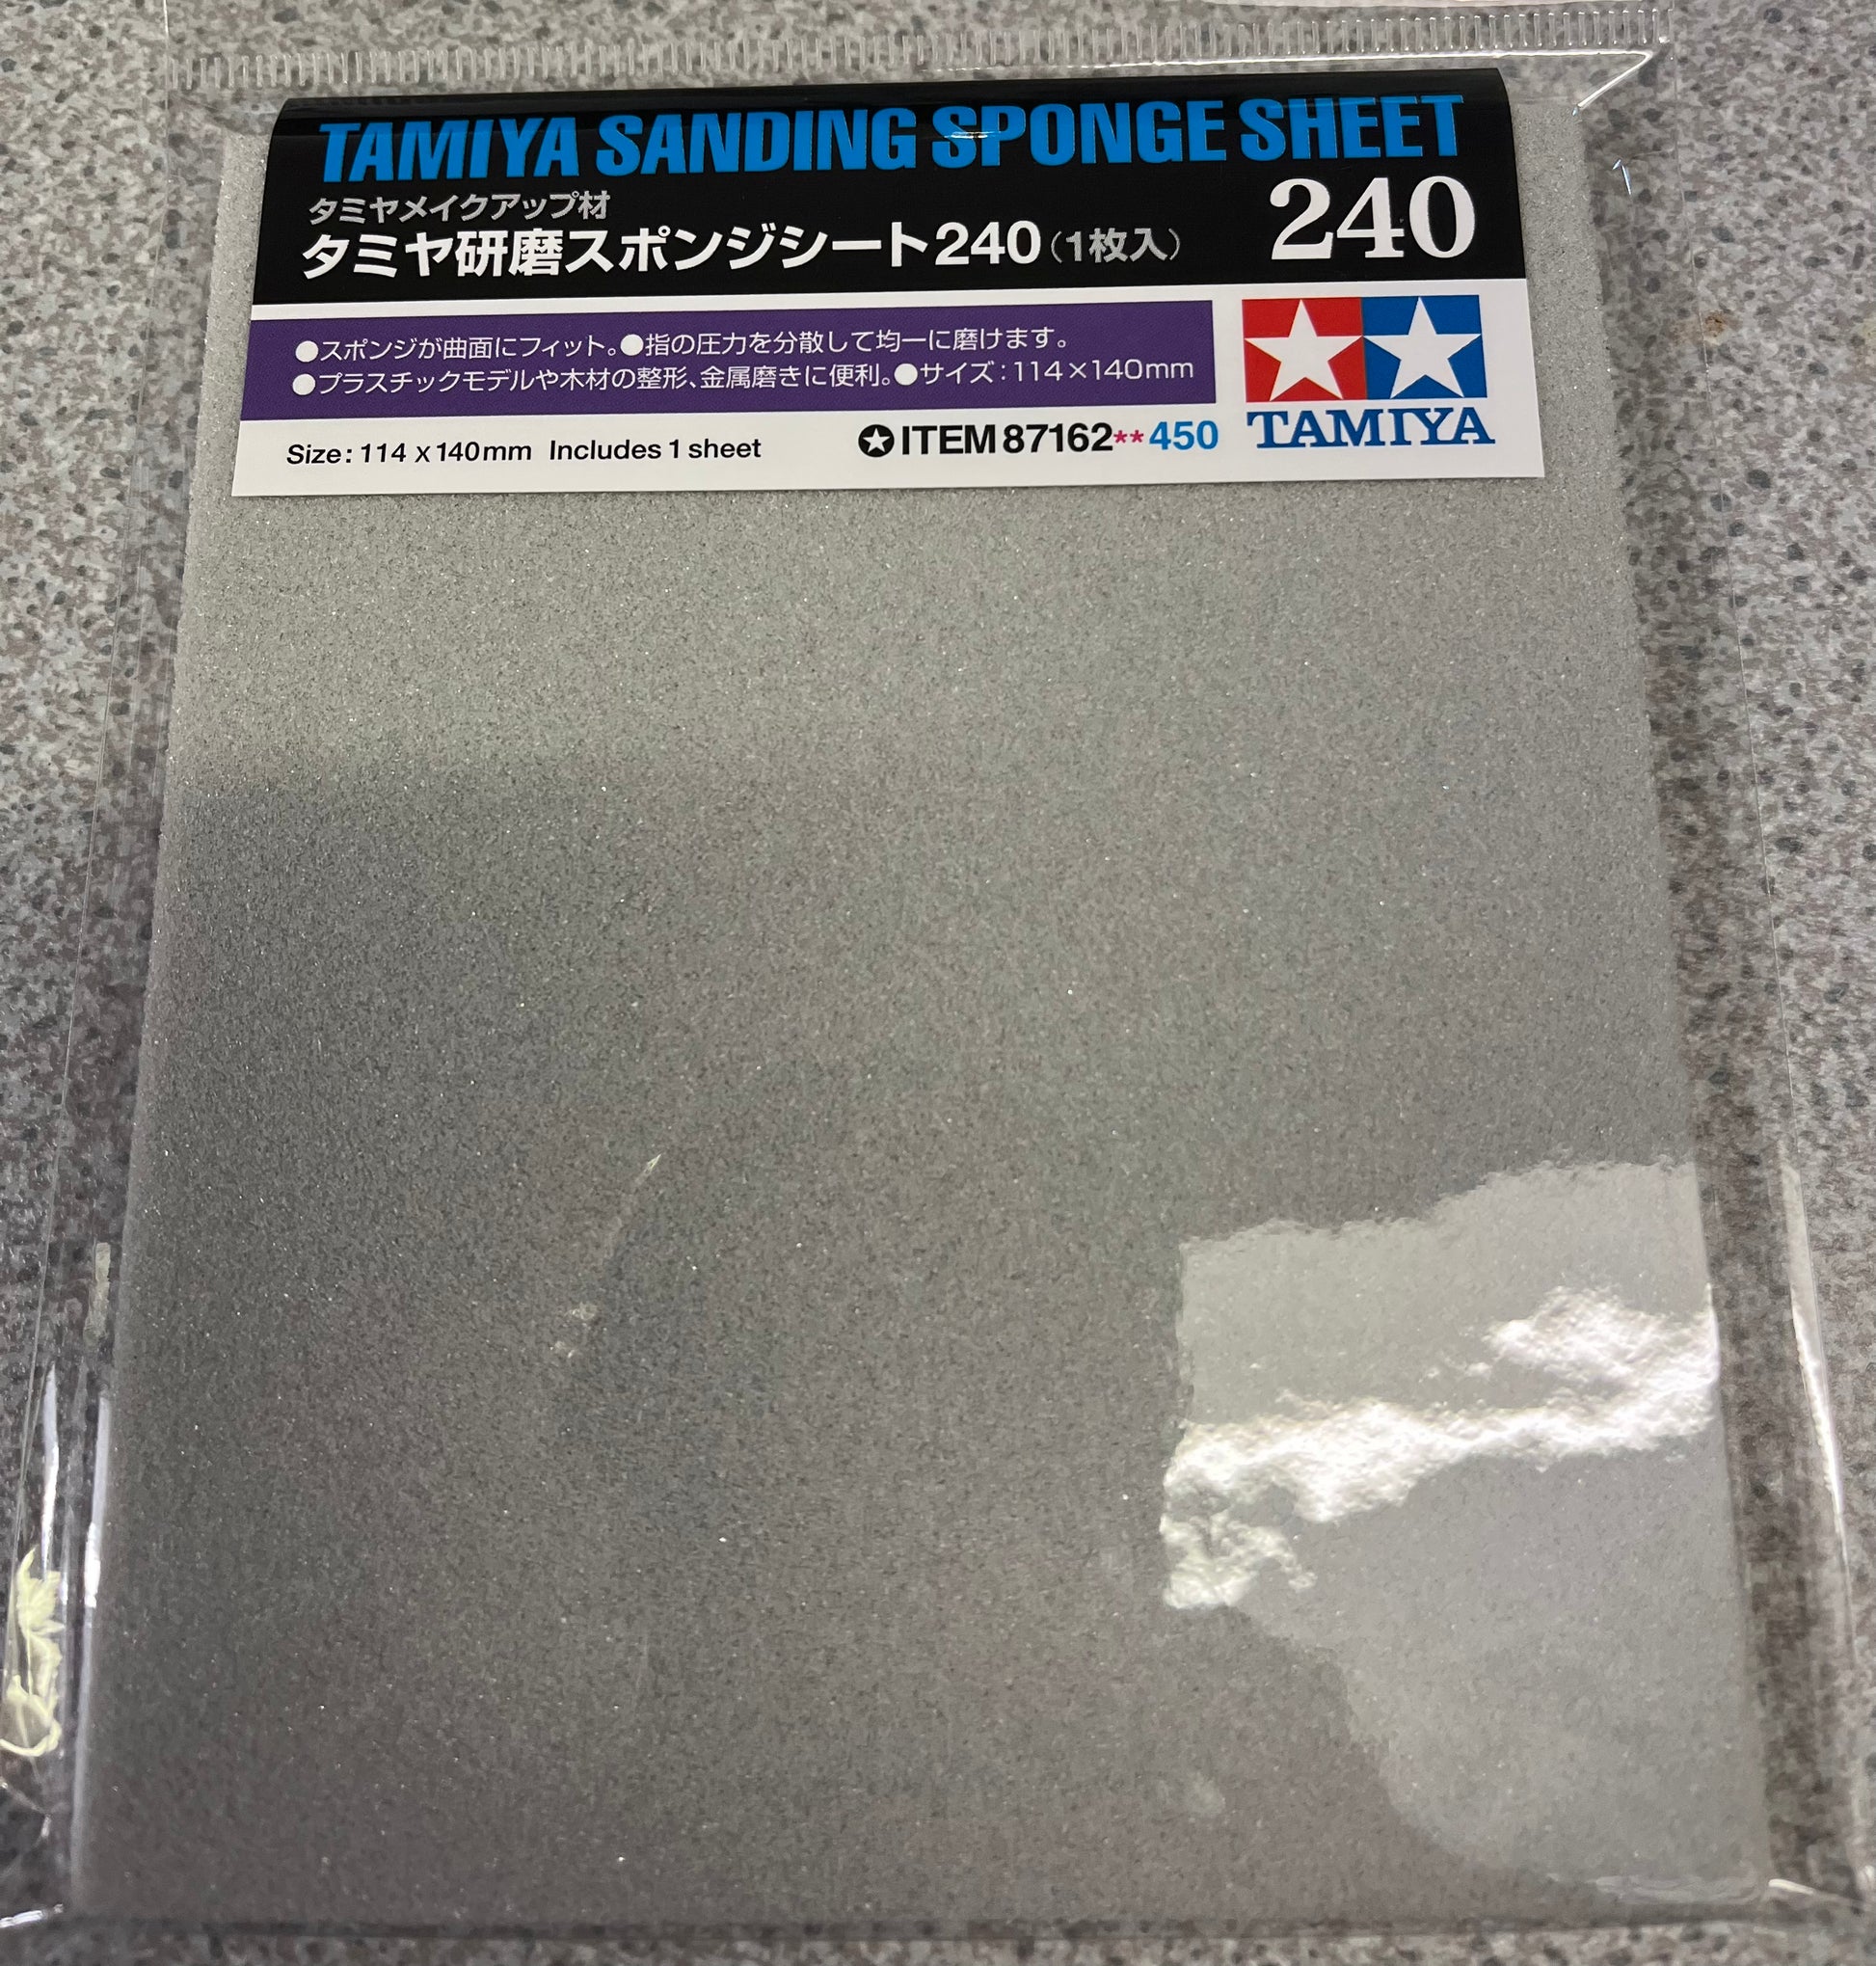 TAMIYA SANDING SPONGE SHEET
タミヤメイクアップ材
タミヤ研磨スポンジシート240(1枚入) 240
●スポンジが曲面にフィット。●指の圧力を分散して均一に磨けます。
●プラスチックモデルや木材の整形、金属磨きに便利。●サイズ:114×140mm
Size: 114 x 140mm Includes 1 sheet
✪ITEM 87162**450
TAMIYA